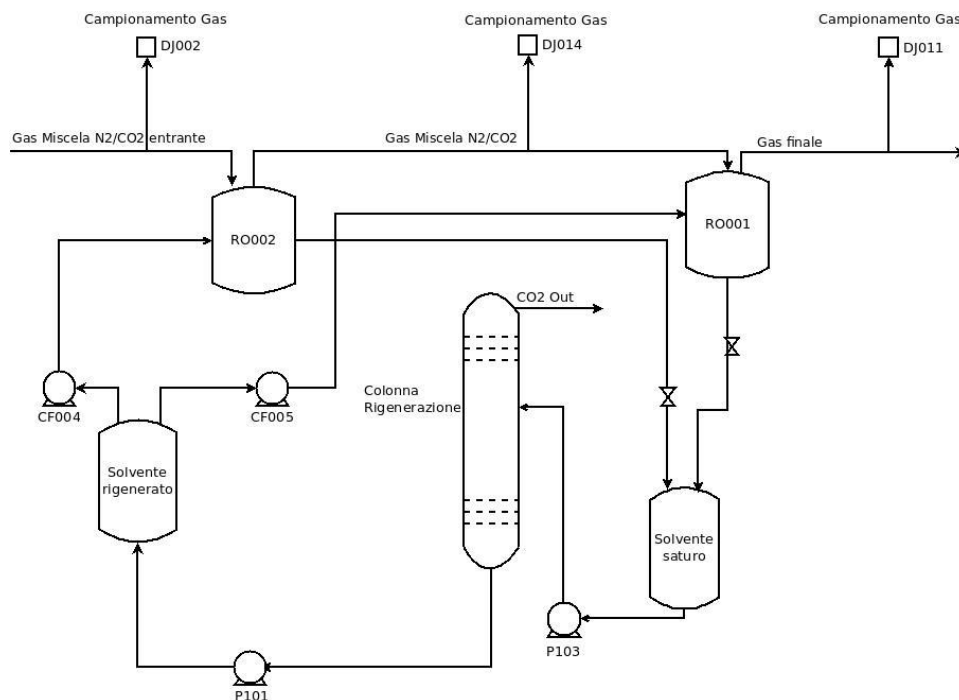 Campionamento Gas
DJ002
Campionamento Gas
DJ014
Campionamento Gas
DJ011
Gas Miscela N2/CO2 entrante
Gas Miscela N2/CO2
Gas finale
RO002
RO001
CO2 Out
CF004
CF005
Colonna
Rigenerazione
Solvente
rigenerato
Solvente
saturo
P103
P101